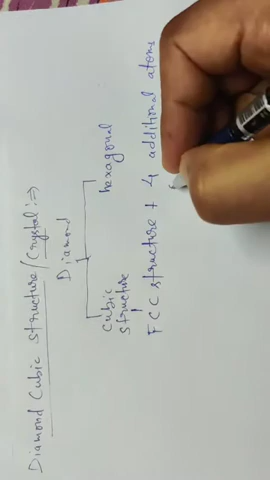 Diamond Cubic Structure/Crystal :⇒
Diamond
Cubic hexagonal
Structure
FCC structure + 4 additional atoms